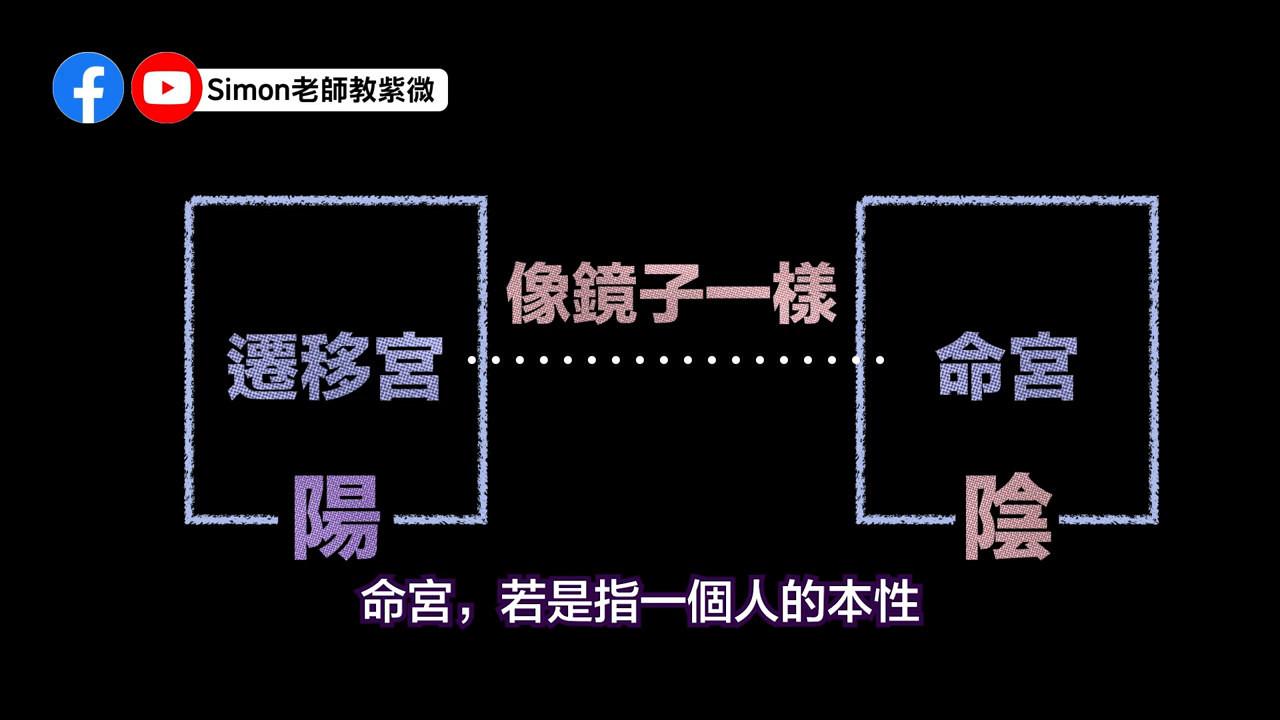 Simon老師教紫微
像鏡子一樣
遷移宮
命宮
陽
陰
命宮，若是指一個人的本性